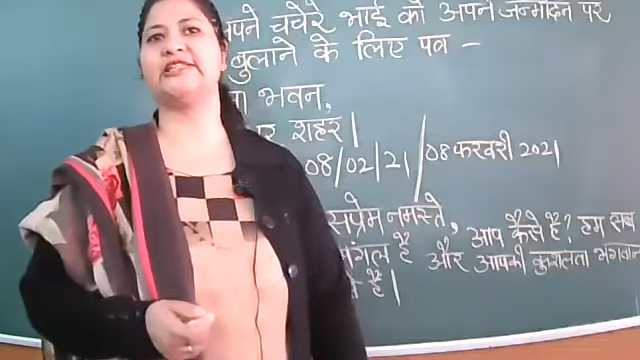 अपने चचेरे भाई को अपने जन्मदिन पर
बुलाने के लिए पत्र –
भवन,
शहर |
08/02/21 / 08 फरवरी 2021
सप्रेम नमस्ते, आप कैसे है? हम सब
मंगल है और आपकी कुशलता भगवान
है |